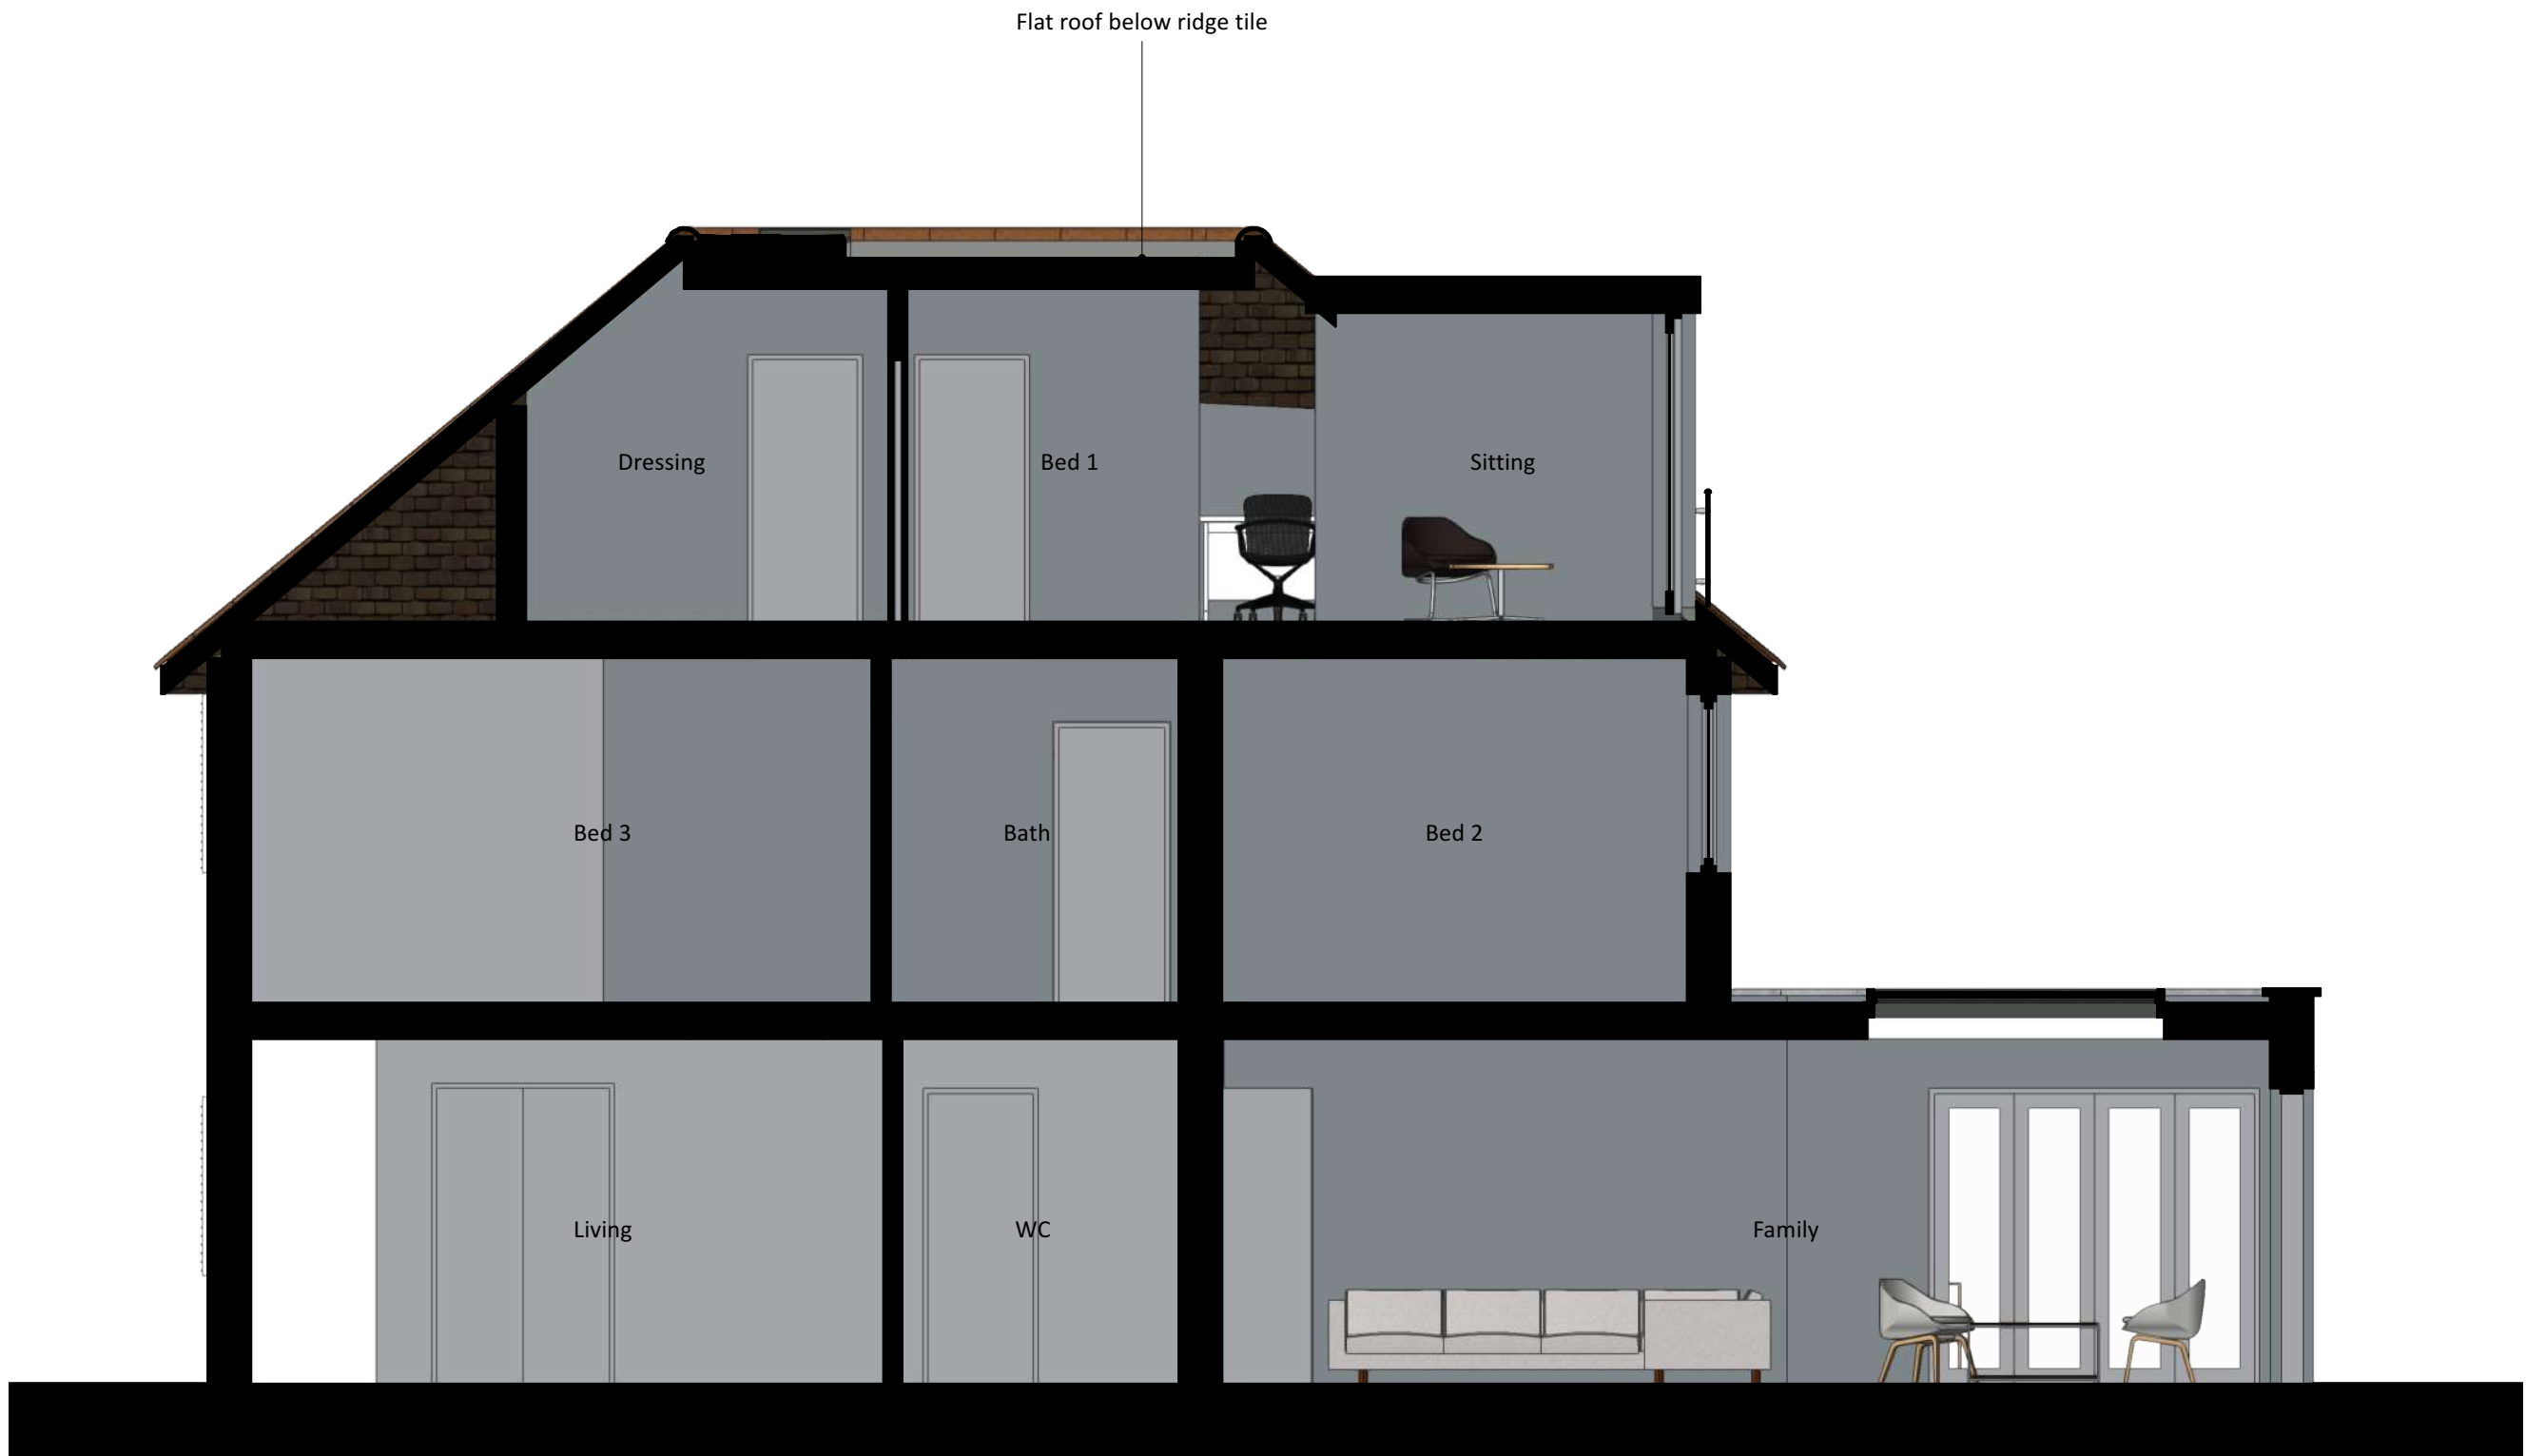 Flat roof below ridge tile
Dressing
Bed 1
Sitting
Bed 3
Bath
Bed 2
Living
WC
Family